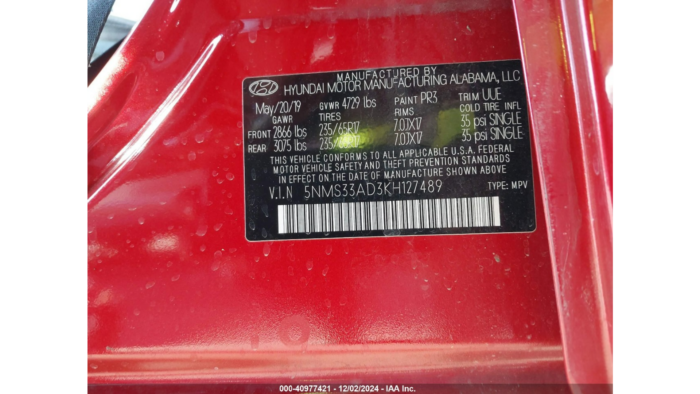 MANUFACTURED BY
HYUNDAI MOTOR MANUFACTURING ALABAMA, LLC
May/20/19 GVWR 4729 lbs PAINT PR3 TRIM UUE
GAWR TIRES RIMS COLD TIRE INFL
FRONT 2866 lbs 235/65R17 7.0JX17 35 psi SINGLE
REAR 3075 lbs 7.0JX17 35 psi SINGLE
THIS VEHICLE CONFORMS TO ALL APPLICABLE U.S.A. FEDERAL
MOTOR VEHICLE SAFETY AND THEFT PREVENTION STANDARDS
IN EFFECT ON THE DATE OF MANUFACTURE SHOWN ABOVE
V.I.N 5NMS33AD3KH127489 TYPE: MPV
000-40977421 - 12/02/2024 - IAA Inc.